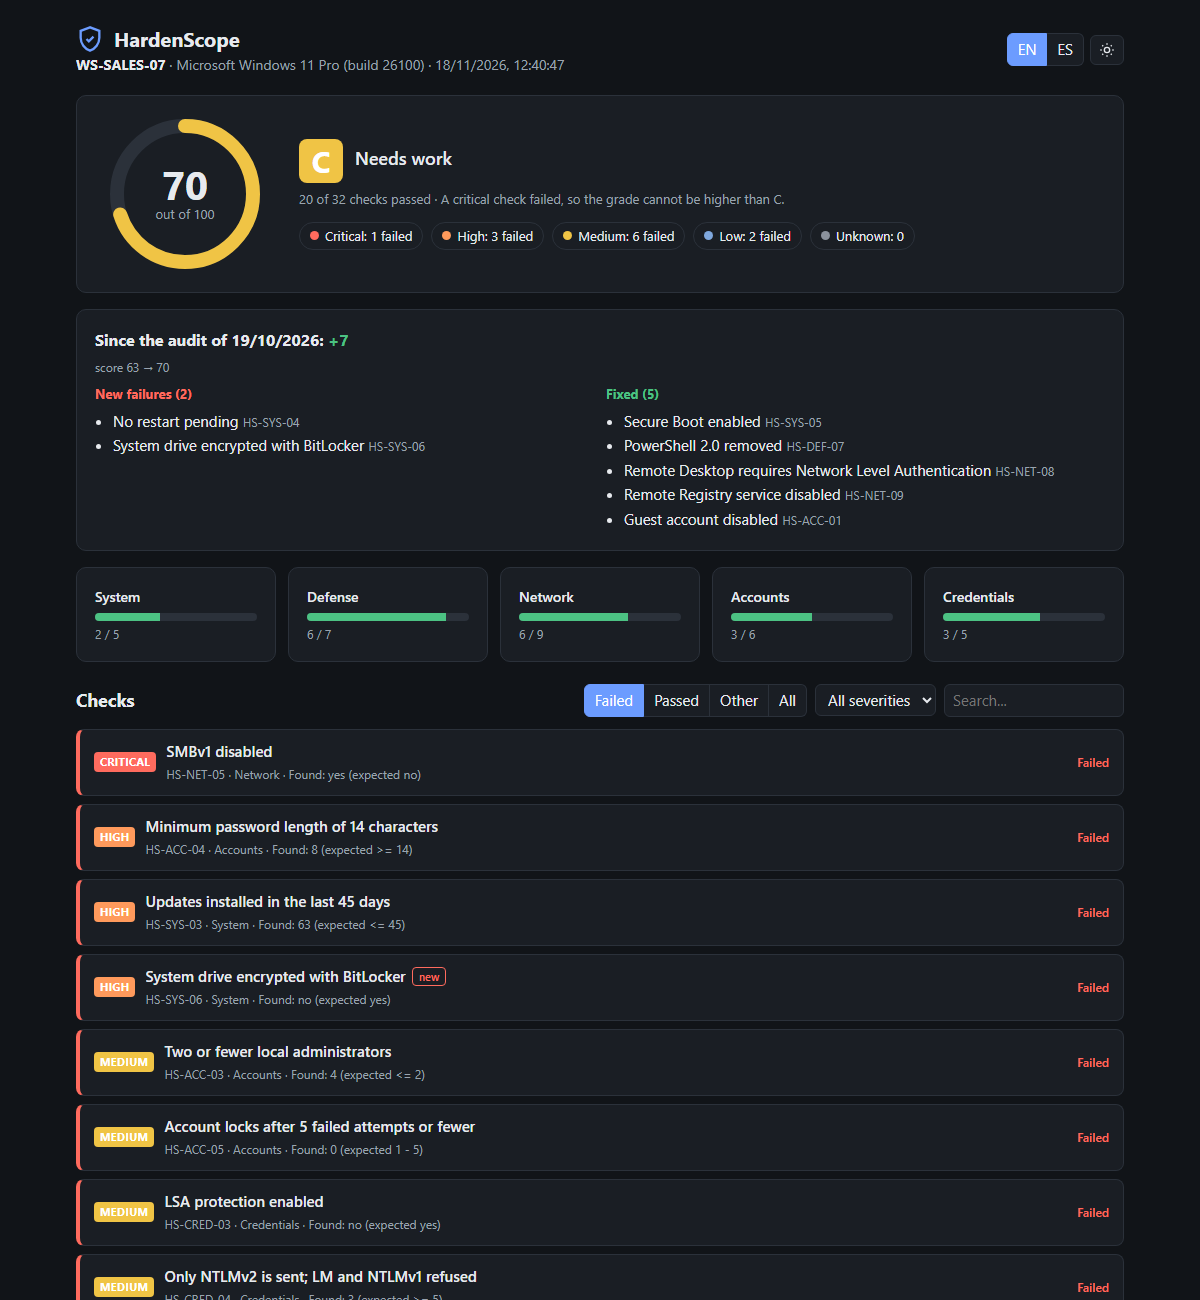 HardenScope
WS-SALES-07 · Microsoft Windows 11 Pro (build 26100) · 18/11/2026, 12:40:47
EN ES
70
out of 100
C Needs work
20 of 32 checks passed · A critical check failed, so the grade cannot be higher than C.
Critical: 1 failed High: 3 failed Medium: 6 failed Low: 2 failed Unknown: 0
Since the audit of 19/10/2026: +7
score 63 → 70
New failures (2)
No restart pending HS-SYS-04
System drive encrypted with BitLocker HS-SYS-06
Fixed (5)
Secure Boot enabled HS-SYS-05
PowerShell 2.0 removed HS-DEF-07
Remote Desktop requires Network Level Authentication HS-NET-08
Remote Registry service disabled HS-NET-09
Guest account disabled HS-ACC-01
System
2 / 5
Defense
6 / 7
Network
6 / 9
Accounts
3 / 6
Credentials
3 / 5
Checks
Failed Passed Other All All severities Search...
CRITICAL SMBv1 disabled
HS-NET-05 · Network · Found: yes (expected no)
Failed
HIGH Minimum password length of 14 characters
HS-ACC-04 · Accounts · Found: 8 (expected >= 14)
Failed
HIGH Updates installed in the last 45 days
HS-SYS-03 · System · Found: 63 (expected <= 45)
Failed
HIGH System drive encrypted with BitLocker new
HS-SYS-06 · System · Found: no (expected yes)
Failed
MEDIUM Two or fewer local administrators
HS-ACC-03 · Accounts · Found: 4 (expected <= 2)
Failed
MEDIUM Account locks after 5 failed attempts or fewer
HS-ACC-05 · Accounts · Found: 0 (expected 1 - 5)
Failed
MEDIUM LSA protection enabled
HS-CRED-03 · Credentials · Found: no (expected yes)
Failed
MEDIUM Only NTLMv2 is sent; LM and NTLMv1 refused
HS-CRED-04 · Credentials · Found: 3 (expected >= 5)
Failed